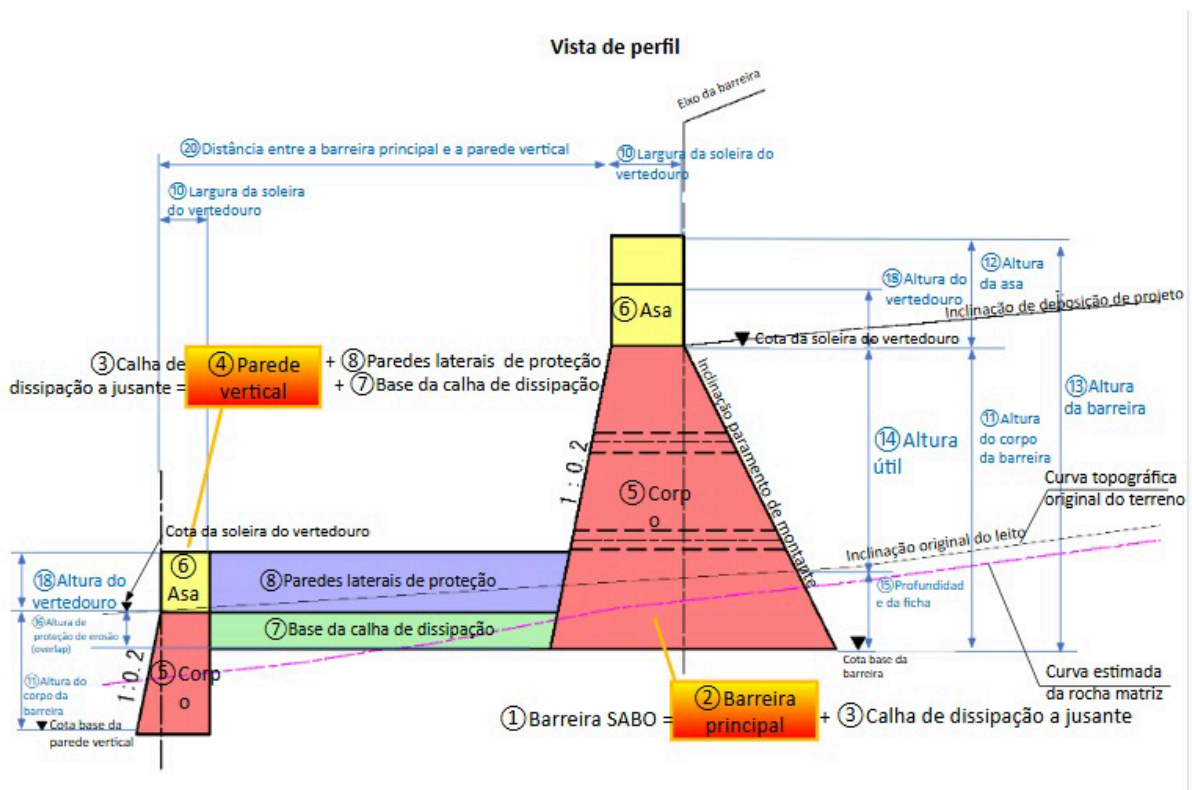 Vista de perfil
Eixo da barreira
⑳Distância entre a barreira principal e a parede vertical
⑩Largura da soleira do
vertedouro
⑩Largura da soleira
do vertedouro
⑫Altura
da asa
⑱Altura do
vertedouro
Inclinação de deposição de projeto
⑥Asa
Cota da soleira do vertedouro
③Calha de
dissipação a jusante =
④Parede
vertical
+ ⑧Paredes laterais de proteção
+ ⑦Base da calha de dissipação
Inclinação paramento de montante
⑬Altura
da barreira
⑪Altura
do corpo
da barreira
⑭Altura
útil
1:0.2
⑤Corp
o
Curva topográfica
original do terreno
Cota da soleira do vertedouro
Inclinação original do leito
⑥
Asa
⑧Paredes laterais de proteção
⑱Altura do
vertedouro
⑮Profundidad
e da ficha
⑯Altura de
proteção de erosão
(overlap)
⑦Base da calha de dissipação
1:0.2
⑤Corp
o
⑪Altura do
corpo da
barreira
Cota base da
parede vertical
Cota base da
barreira
Curva estimada
da rocha matriz
①Barreira SABO =
②Barreira
principal
+ ③Calha de dissipação a jusante